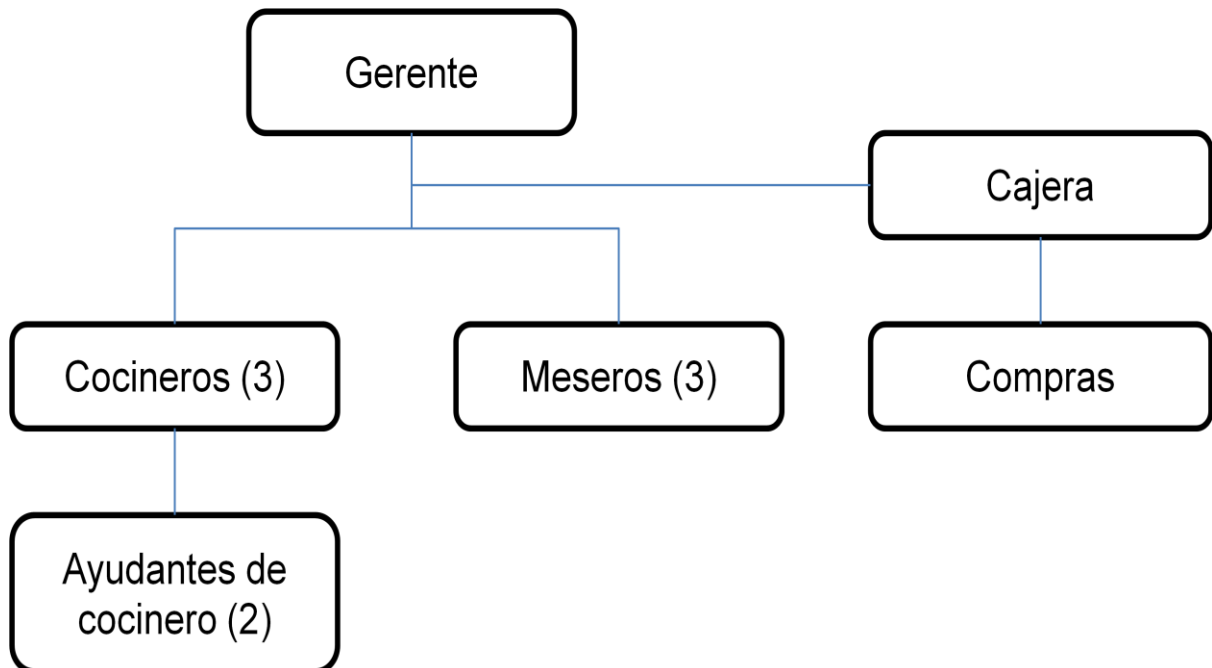 Gerente
Cajera
Cocineros (3)
Meseros (3)
Compras
Ayudantes de
cocinero (2)